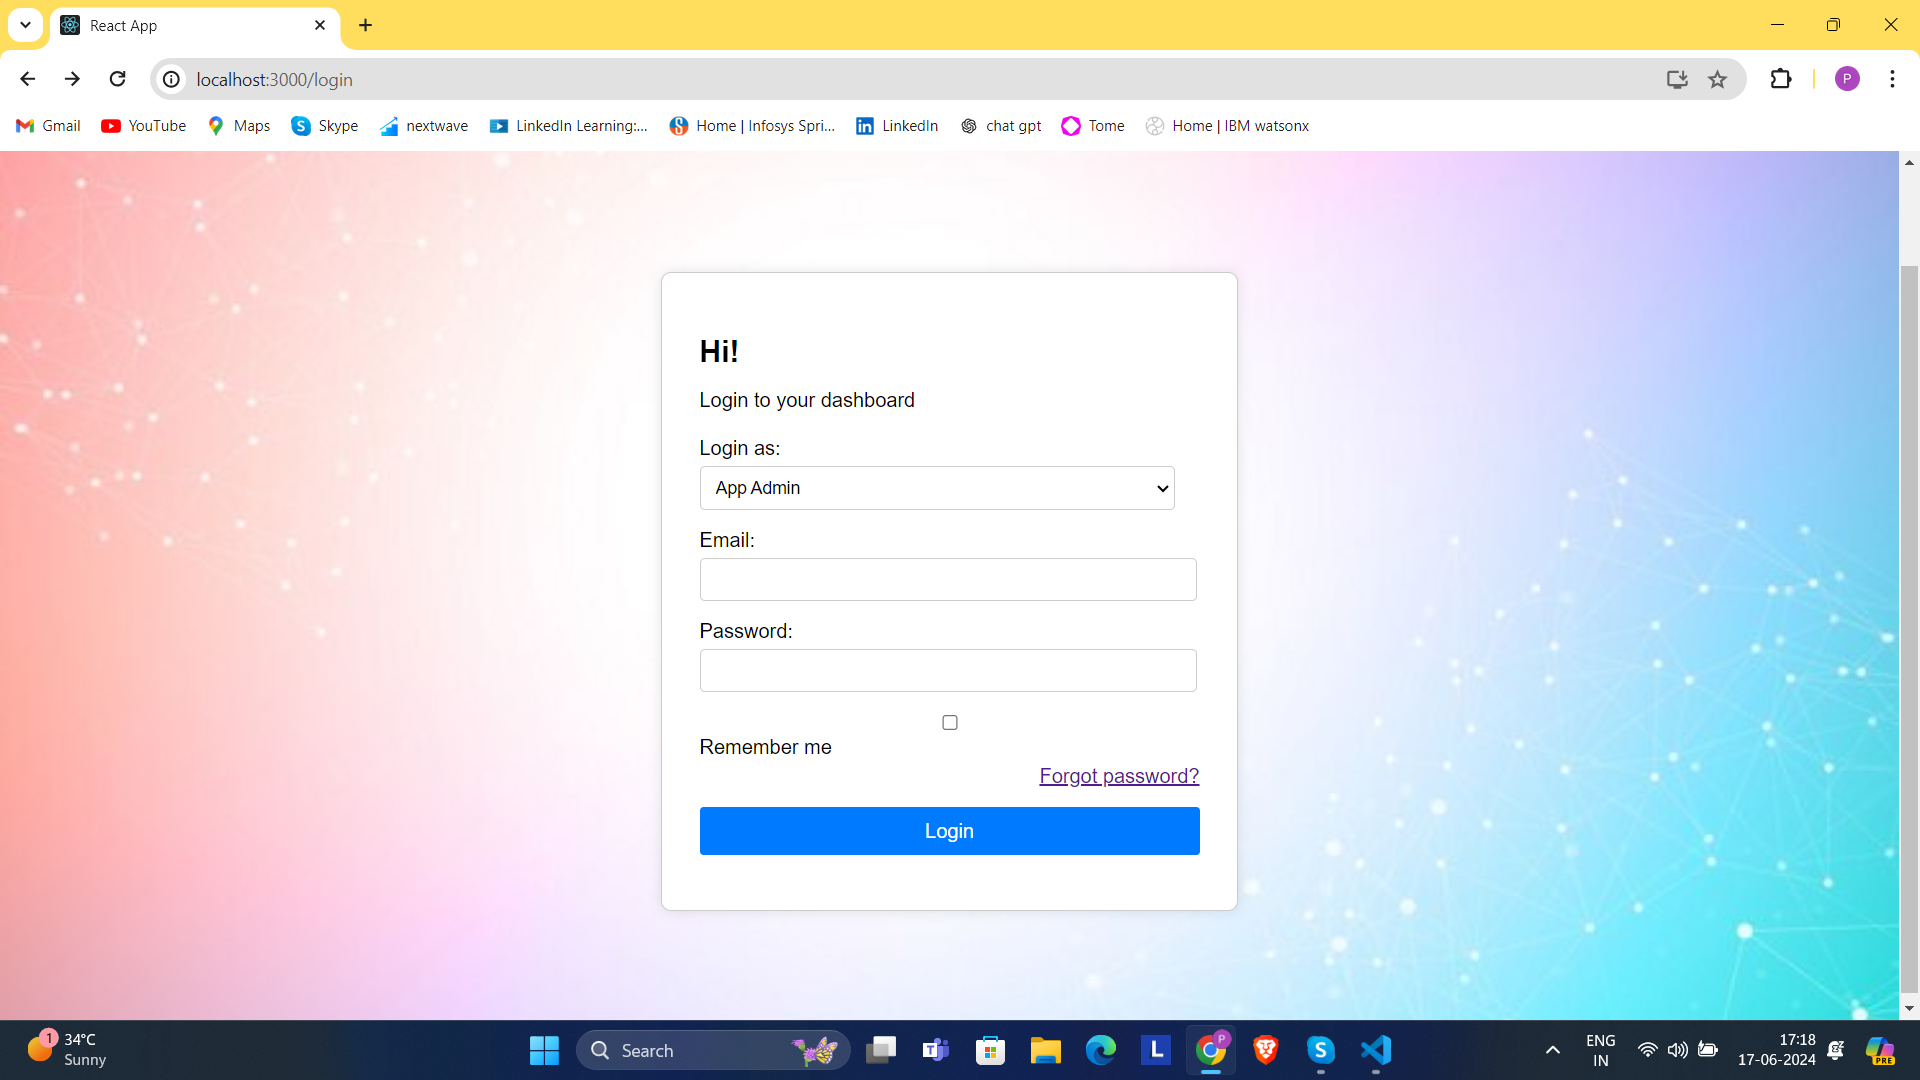 React App
localhost:3000/login
P
Gmail YouTube Maps Skype nextwave LinkedIn Learning:... Home | Infosys Spri... LinkedIn chat gpt Tome Home | IBM watsonx
Hi!
Login to your dashboard
Login as:
App Admin
Email:
Password:
Remember me
Forgot password?
Login
1
34°C
Sunny
Search
T
L
P
S
ENG
IN
17:18
17-06-2024
PRE